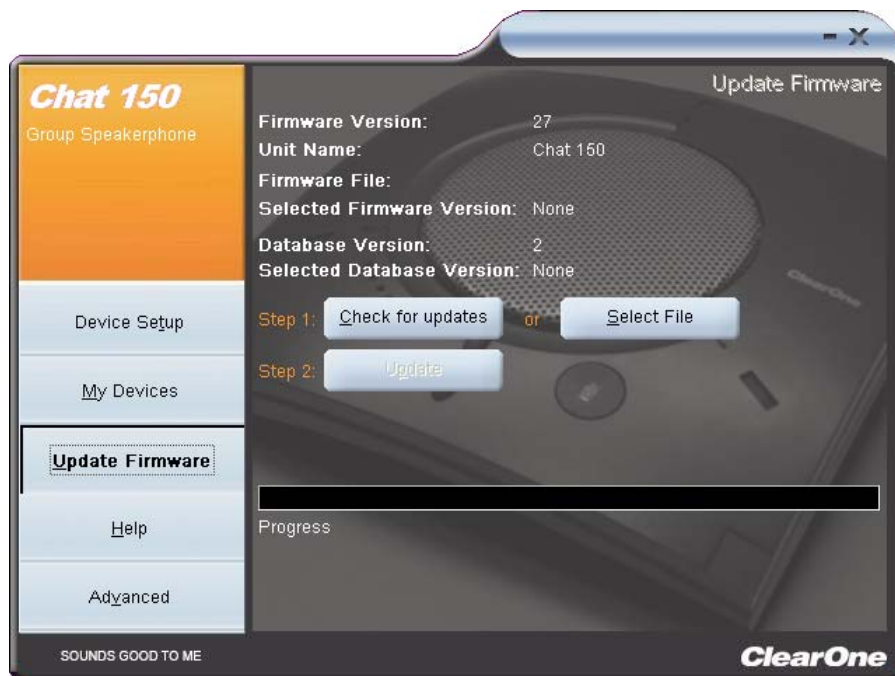 Chat 150
Group Speakerphone
Update Firmware
Firmware Version: 27
Unit Name: Chat 150
Firmware File:
Selected Firmware Version: None
Database Version: 2
Selected Database Version: None
Step 1: Check for updates or Select File
Step 2: Update
Device Setup
My Devices
Update Firmware
Help
Advanced
Progress
ClearOne
SOUNDS GOOD TO ME
ClearOne